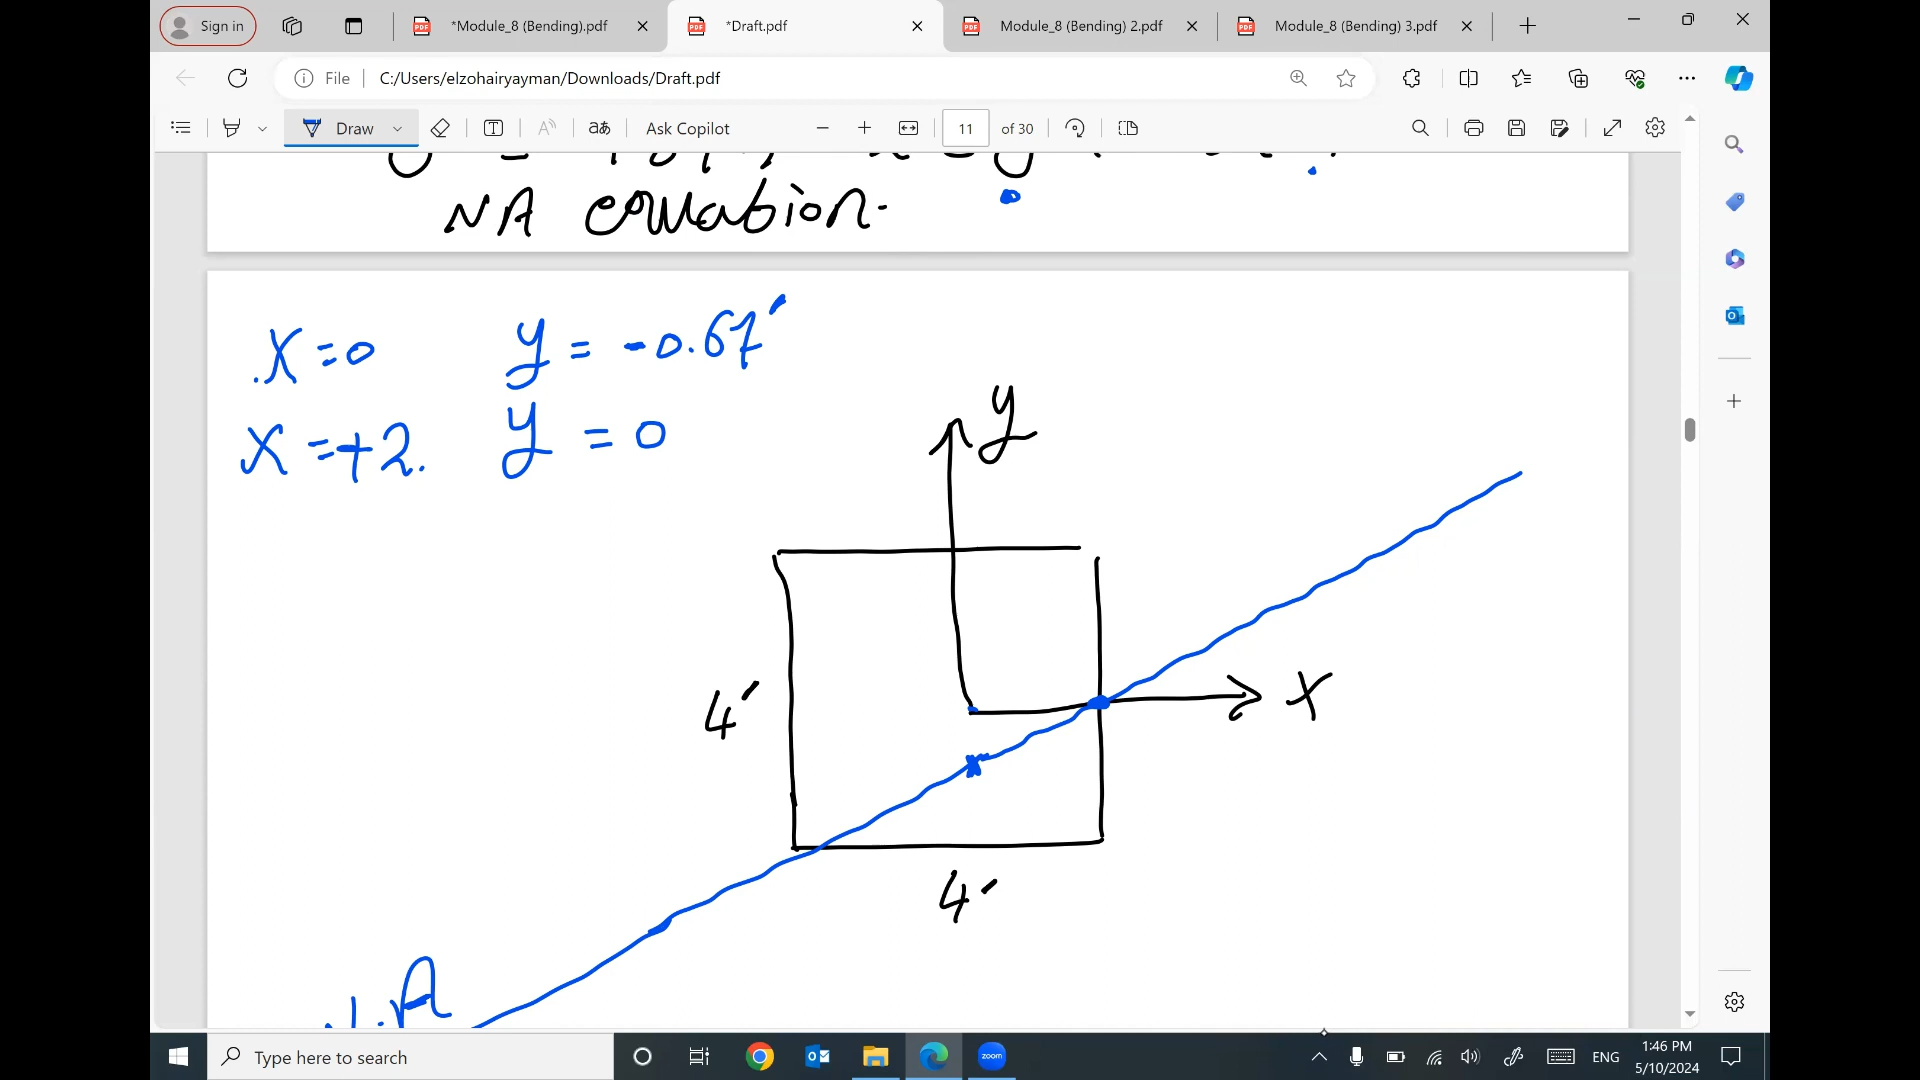 Sign in
*Module_8 (Bending).pdf
*Draft.pdf
Module_8 (Bending) 2.pdf
Module_8 (Bending) 3.pdf
File C:/Users/elzohairyayman/Downloads/Draft.pdf
Draw
Ask Copilot
11 of 30
NA equation.
x=0 y = -0.67'
x=+2. y = 0
y
x
4'
4'
N.A
Type here to search
zoom
ENG
1:46 PM
5/10/2024